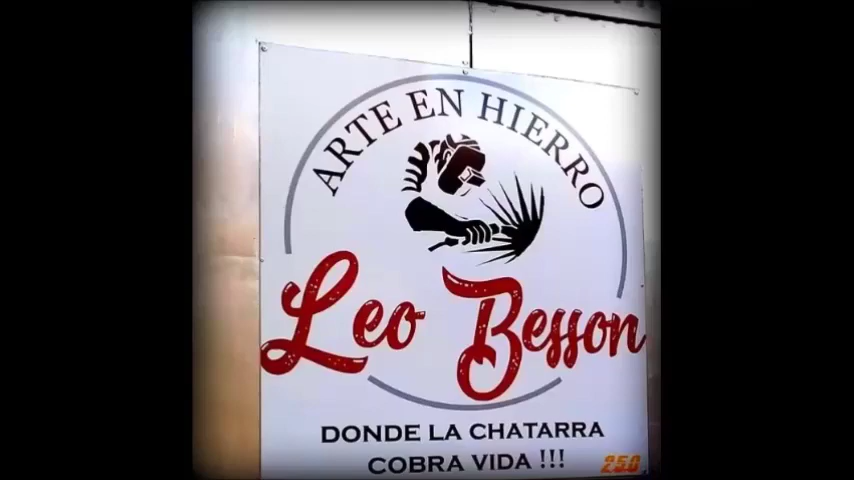 ARTE EN HIERRO
Leo Besson
DONDE LA CHATARRA
COBRA VIDA !!!
250